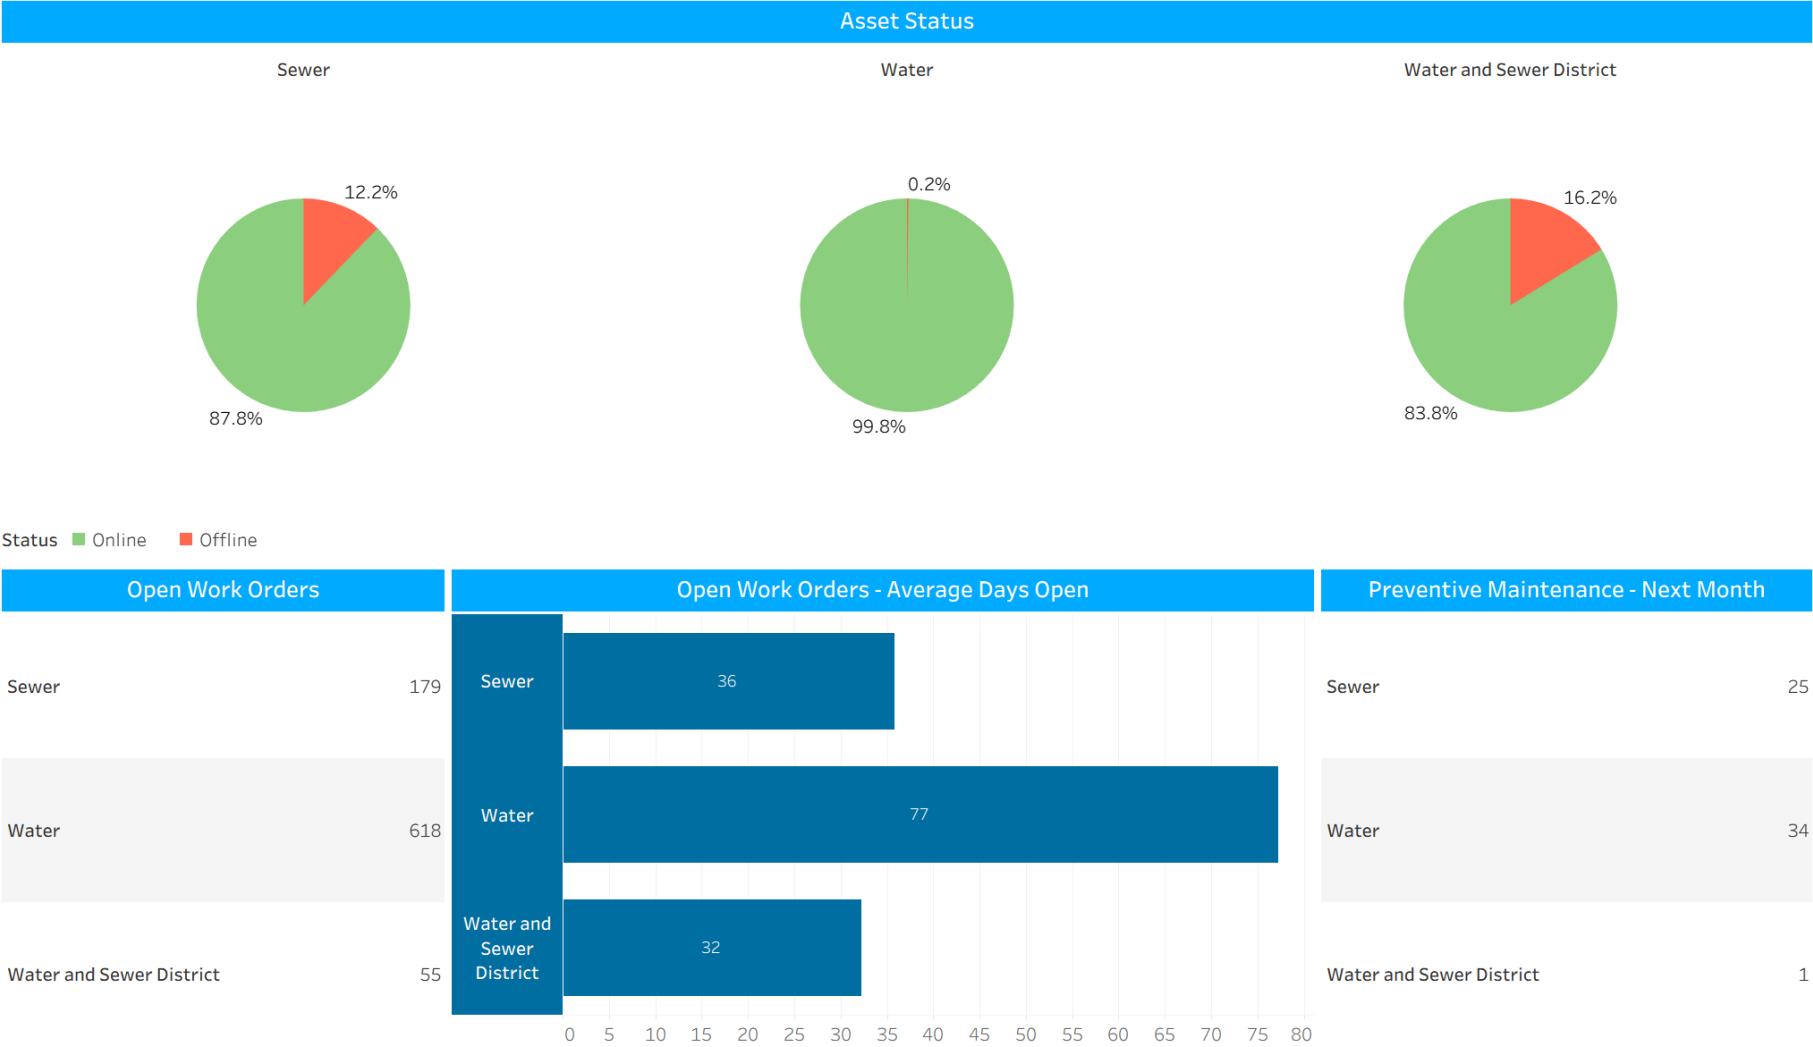 Asset Status
Sewer
Water
Water and Sewer District
12.2%
87.8%
0.2%
99.8%
16.2%
83.8%
Status Online Offline
Open Work Orders
Sewer 179
Water 618
Water and Sewer District 55
Open Work Orders - Average Days Open
Sewer 36
Water 77
Water and
Sewer
District
32
0 5 10 15 20 25 30 35 40 45 50 55 60 65 70 75 80
Preventive Maintenance - Next Month
Sewer 25
Water 34
Water and Sewer District 1